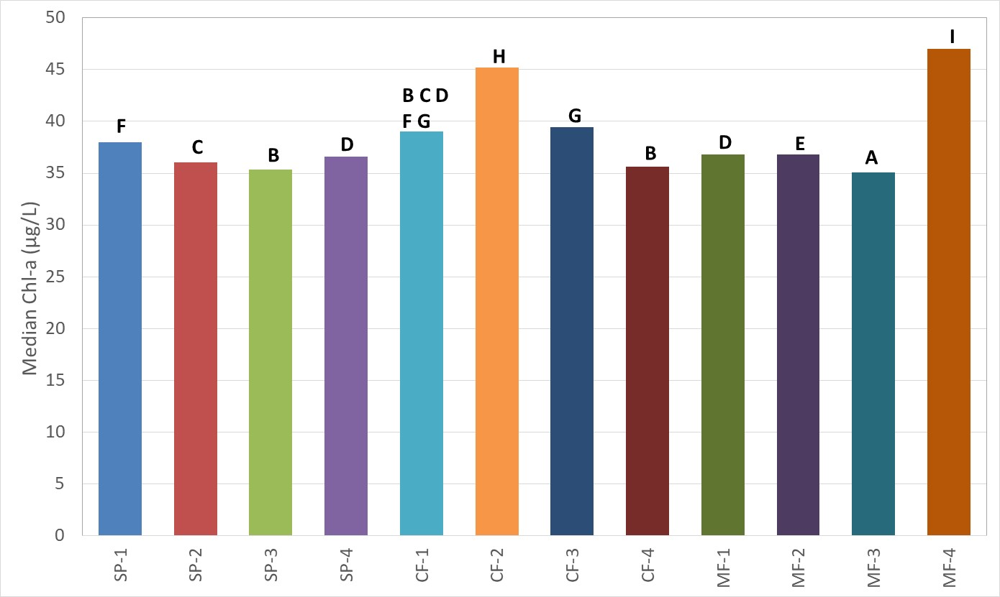 50
45
40
35
30
25
20
15
10
5
0
Median Chl-a (µg/L)
F
C
B
D
B C D
F G
H
G
B
D
E
A
I
SP-1
SP-2
SP-3
SP-4
CF-1
CF-2
CF-3
CF-4
MF-1
MF-2
MF-3
MF-4